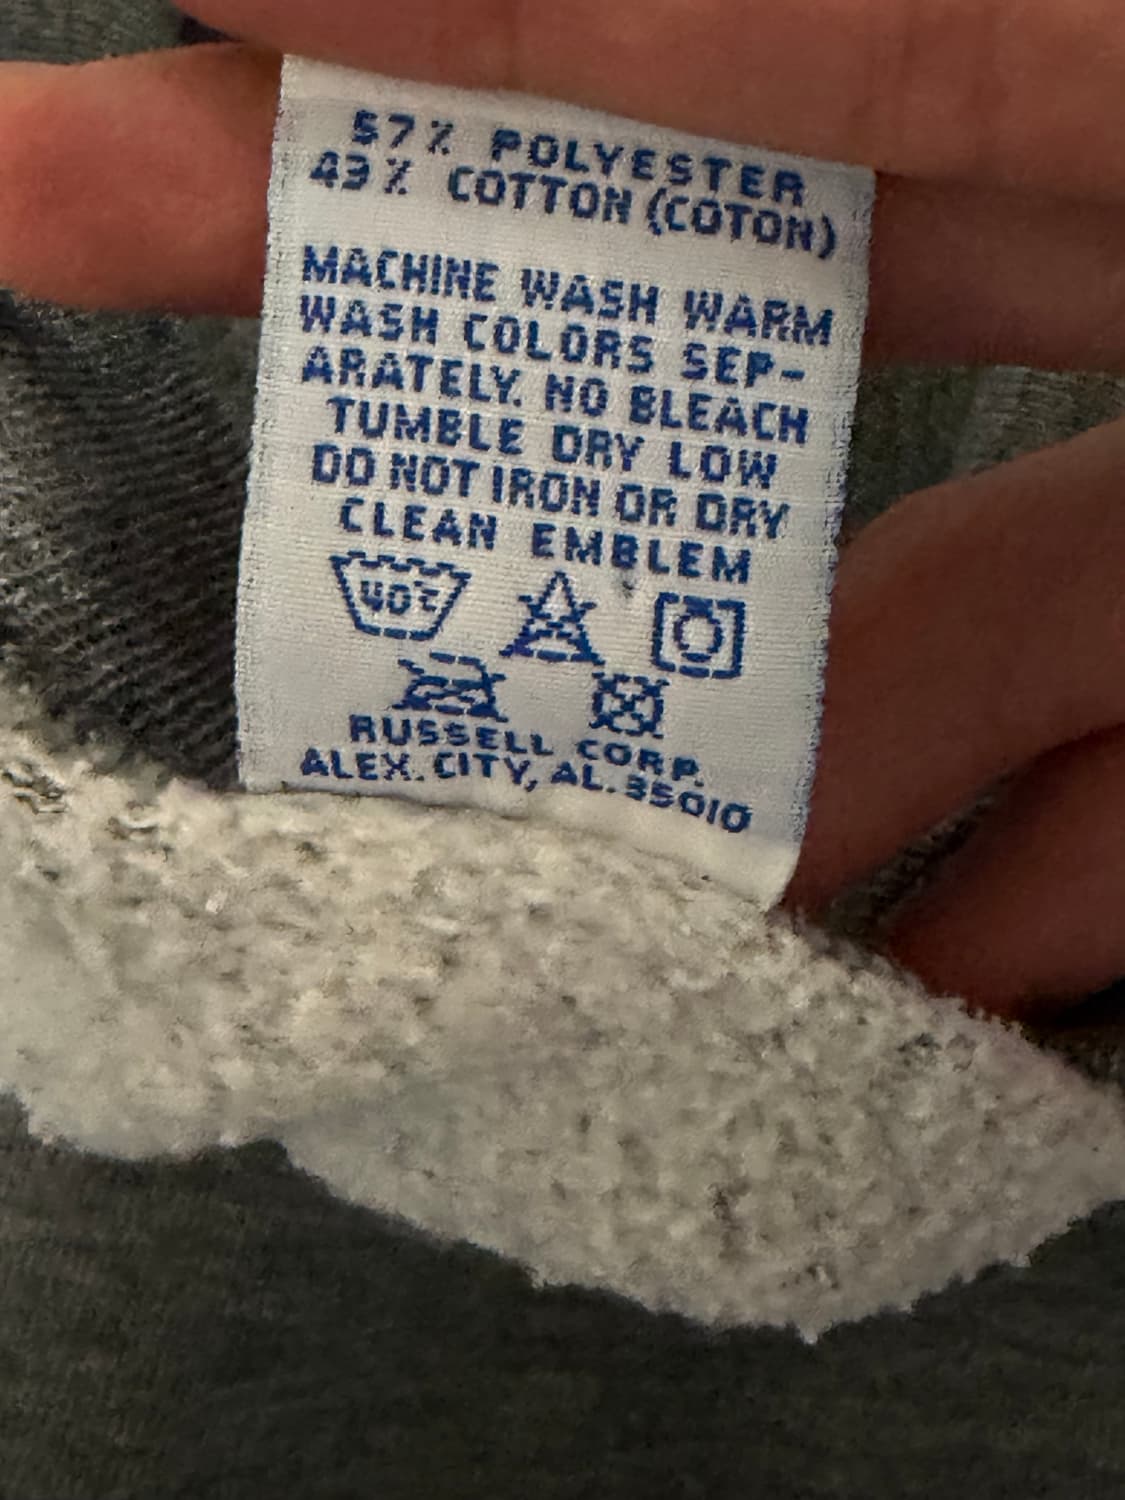 57% POLYESTER
43% COTTON (COTON)
MACHINE WASH WARM
WASH COLORS SEP-
ARATELY. NO BLEACH
TUMBLE DRY LOW
DO NOT IRON OR DRY
CLEAN EMBLEM
40°C
RUSSELL CORP.
ALEX. CITY, AL. 35010